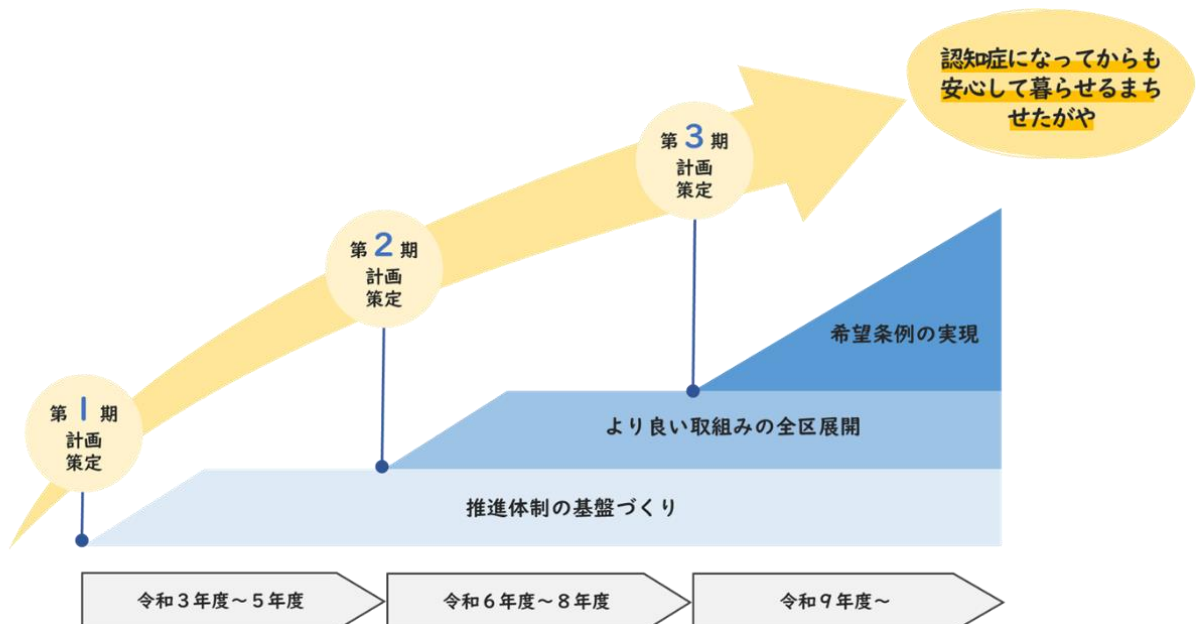 認知症になってからも
安心して暮らせるまち
せたがや
第3期
計画
策定
第2期
計画
策定
希望条例の実現
第1期
計画
策定
より良い取組みの全区展開
推進体制の基盤づくり
令和3年度～5年度
令和6年度～8年度
令和9年度～